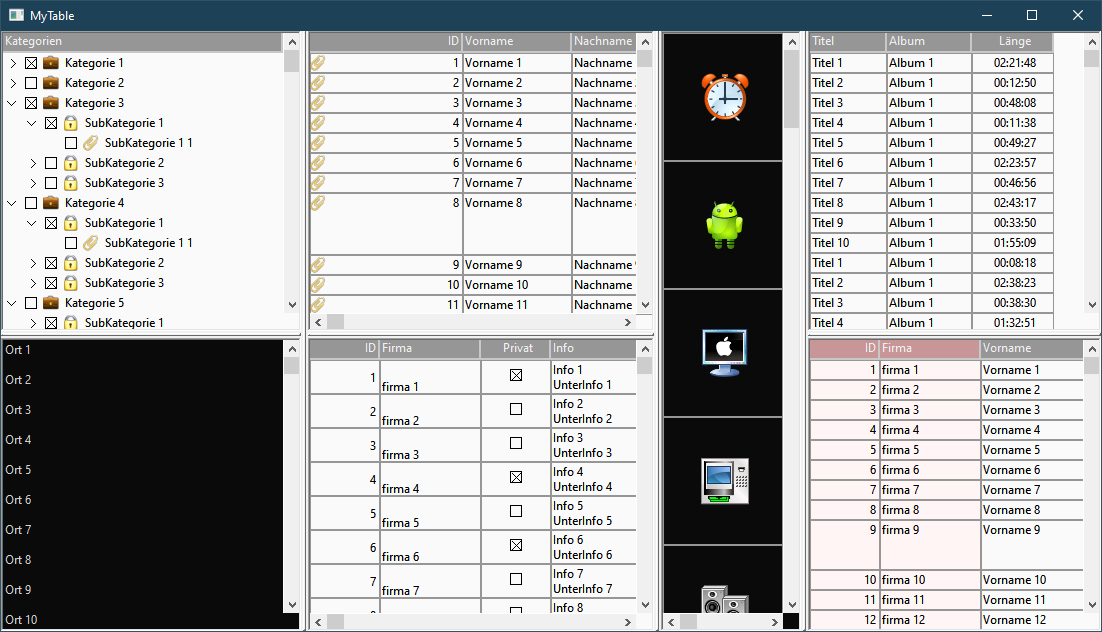 MyTable
Kategorien
Kategorie 1
Kategorie 2
Kategorie 3
SubKategorie 1
SubKategorie 1 1
SubKategorie 2
SubKategorie 3
Kategorie 4
SubKategorie 1
SubKategorie 1 1
SubKategorie 2
SubKategorie 3
Kategorie 5
SubKategorie 1
ID Vorname Nachname
1 Vorname 1 Nachname
2 Vorname 2 Nachname
3 Vorname 3 Nachname
4 Vorname 4 Nachname
5 Vorname 5 Nachname
6 Vorname 6 Nachname
7 Vorname 7 Nachname
8 Vorname 8 Nachname
9 Vorname 9 Nachname
10 Vorname 10 Nachname
11 Vorname 11 Nachname
Titel Album Länge
Titel 1 Album 1 02:21:48
Titel 2 Album 1 00:12:50
Titel 3 Album 1 00:48:08
Titel 4 Album 1 00:11:38
Titel 5 Album 1 00:49:27
Titel 6 Album 1 02:23:57
Titel 7 Album 1 00:46:56
Titel 8 Album 1 02:43:17
Titel 9 Album 1 00:33:50
Titel 10 Album 1 01:55:09
Titel 1 Album 1 00:08:18
Titel 2 Album 1 02:38:23
Titel 3 Album 1 00:38:30
Titel 4 Album 1 01:32:51
Ort 1
Ort 2
Ort 3
Ort 4
Ort 5
Ort 6
Ort 7
Ort 8
Ort 9
Ort 10
ID Firma Privat Info
1 firma 1 Info 1
UnterInfo 1
2 firma 2 Info 2
UnterInfo 2
3 firma 3 Info 3
UnterInfo 3
4 firma 4 Info 4
UnterInfo 4
5 firma 5 Info 5
UnterInfo 5
6 firma 6 Info 6
UnterInfo 6
7 firma 7 Info 7
UnterInfo 7
Info 8
ID Firma Vorname
1 firma 1 Vorname 1
2 firma 2 Vorname 2
3 firma 3 Vorname 3
4 firma 4 Vorname 4
5 firma 5 Vorname 5
6 firma 6 Vorname 6
7 firma 7 Vorname 7
8 firma 8 Vorname 8
9 firma 9 Vorname 9
10 firma 10 Vorname 10
11 firma 11 Vorname 11
12 firma 12 Vorname 12